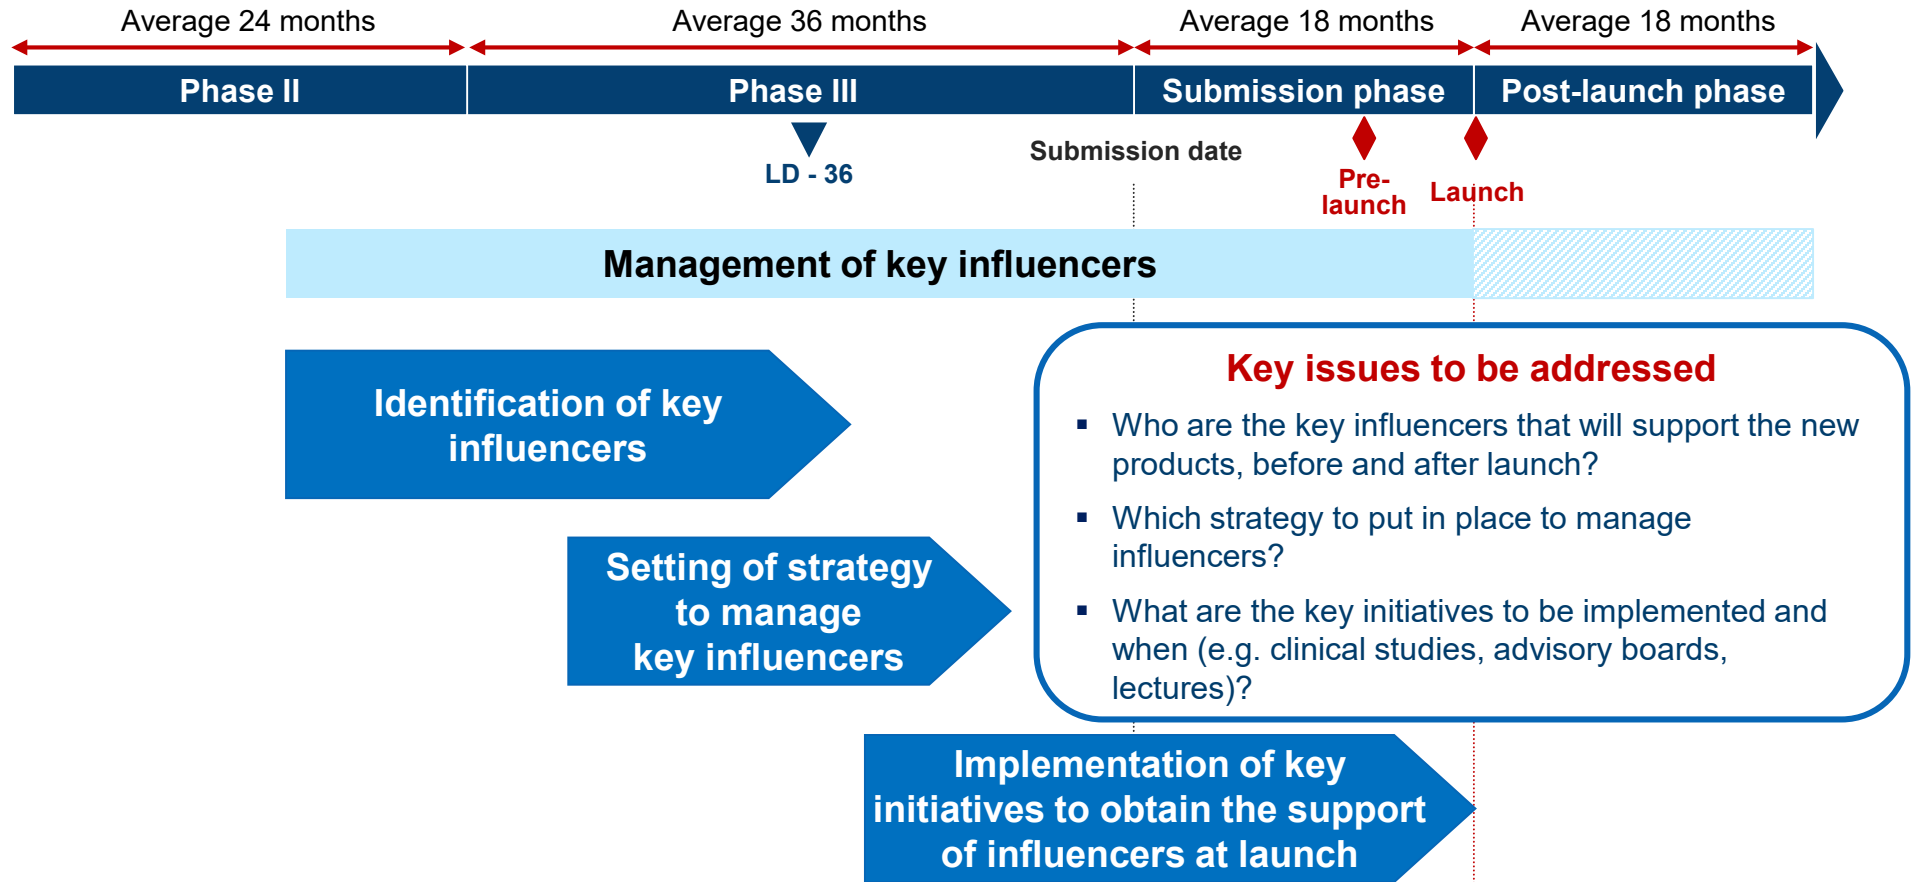 Average 24 months
Average 36 months
Average 18 months
Average 18 months
Phase II
Phase III
Submission phase
Post-launch phase
LD - 36
Submission date
Pre-
launch
Launch
Management of key influencers
Identification of key
influencers
Setting of strategy
to manage
key influencers
Implementation of key
initiatives to obtain the support
of influencers at launch
Key issues to be addressed
▪ Who are the key influencers that will support the new
products, before and after launch?
▪ Which strategy to put in place to manage
influencers?
▪ What are the key initiatives to be implemented and
when (e.g. clinical studies, advisory boards,
lectures)?